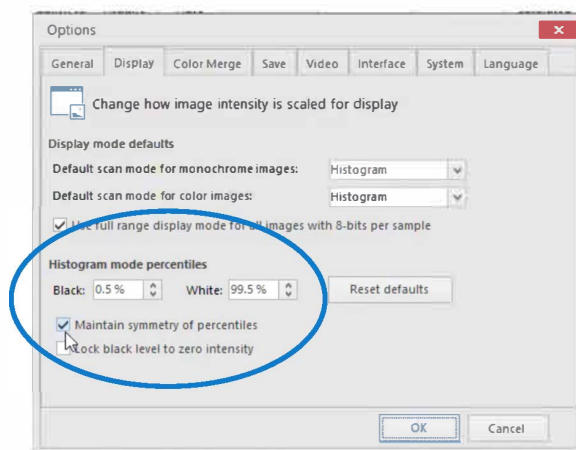 Options
General Display Color Merge Save Video Interface System Language
Change how image intensity is scaled for display
Display mode defaults
Default scan mode for monochrome images: Histogram
Default scan mode for color images: Histogram
Use full range display mode for all images with 8-bits per sample
Histogram mode percentiles
Black: 0.5 % White: 99.5 % Reset defaults
Maintain symmetry of percentiles
Lock black level to zero intensity
OK Cancel